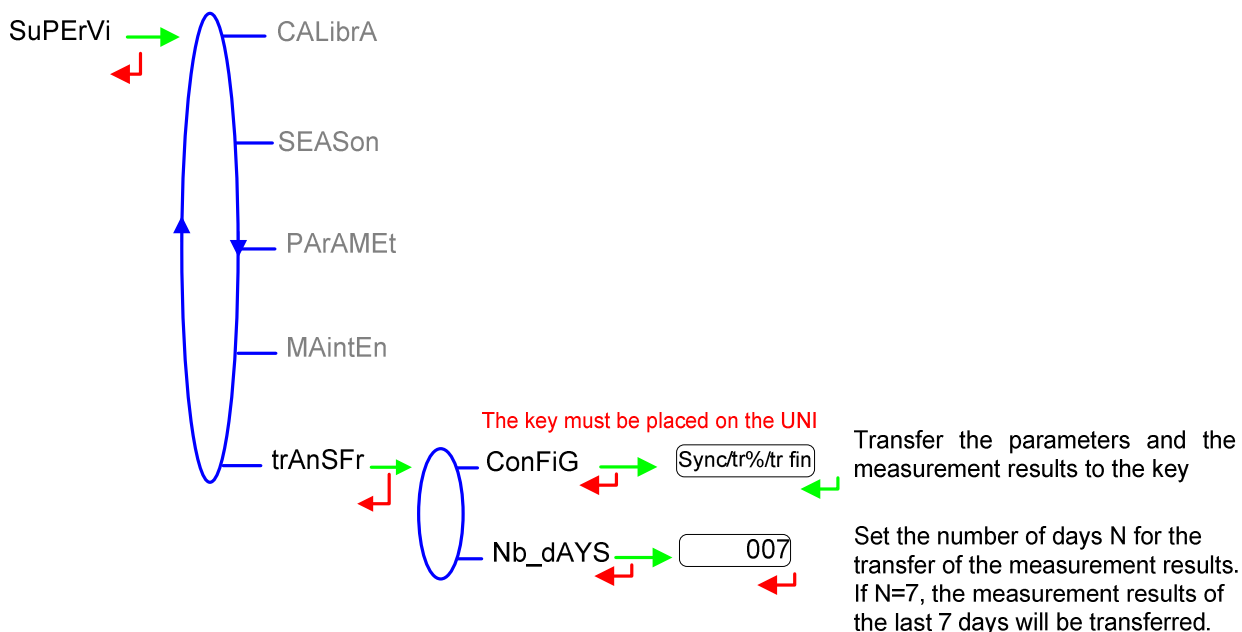 SuPErVi
CALibrA
SEASon
PArAMEt
MAintEn
The key must be placed on the UNI
trAnSFr
ConFiG
Sync/tr%/tr fin
Transfer the parameters and the
measurement results to the key
Nb_dAYS
007
Set the number of days N for the
transfer of the measurement results.
If N=7, the measurement results of
the last 7 days will be transferred.